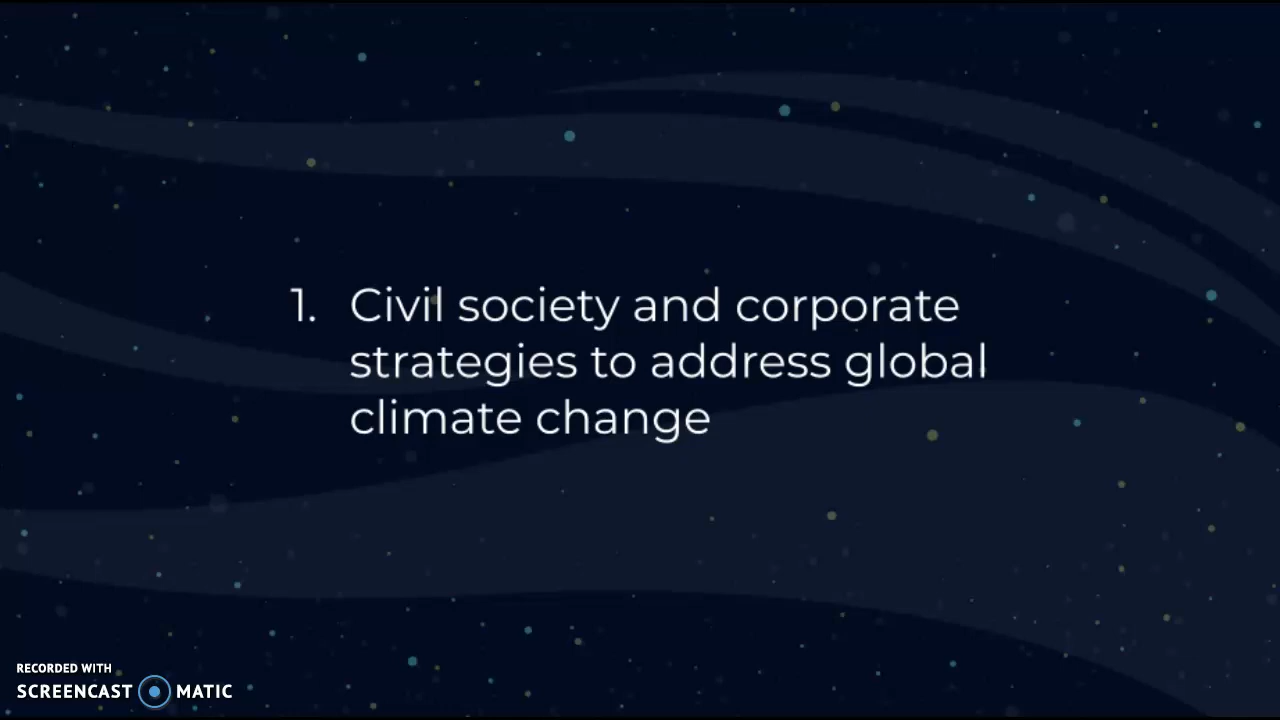 1. Civil society and corporate
strategies to address global
climate change
RECORDED WITH
SCREENCAST MATIC